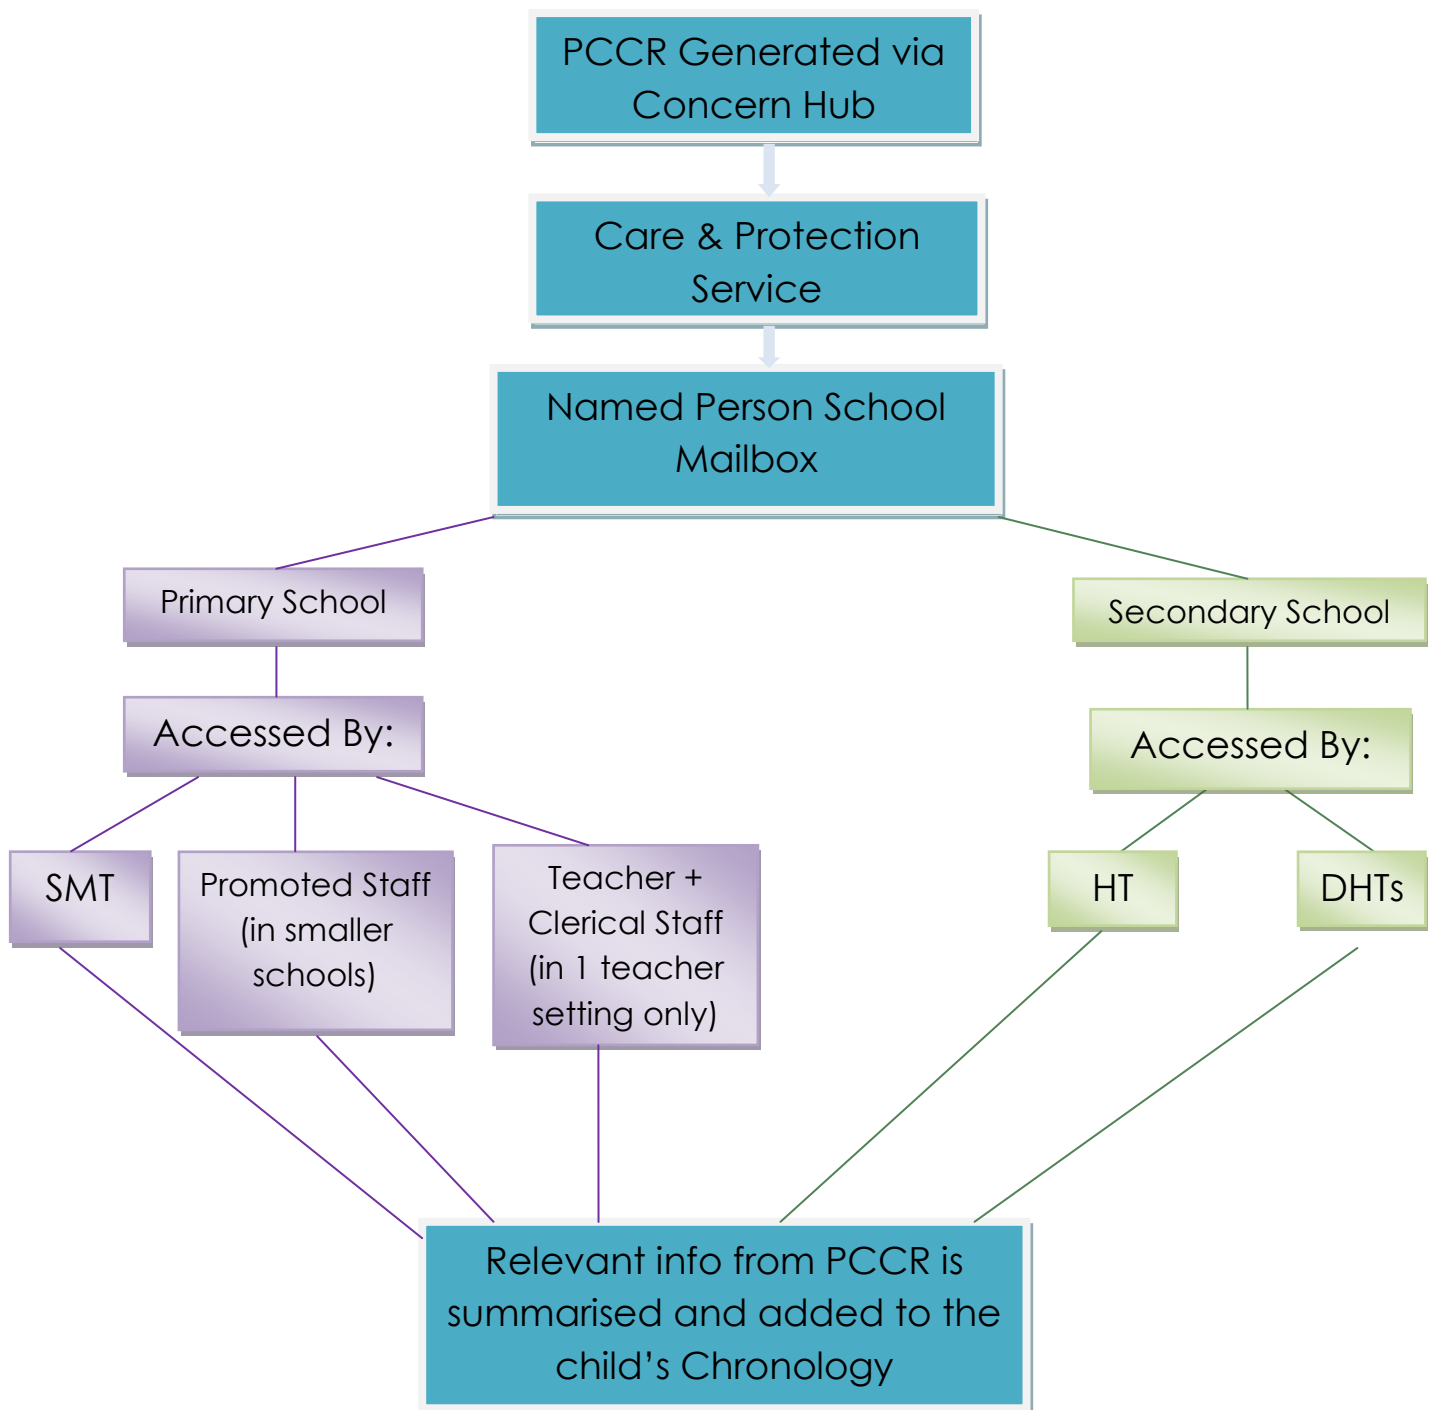 PCCR Generated via
Concern Hub
Care & Protection
Service
Named Person School
Mailbox
Primary School
Secondary School
Accessed By:
Accessed By:
SMT
Promoted Staff
(in smaller
schools)
Teacher +
Clerical Staff
(in 1 teacher
setting only)
HT
DHTs
Relevant info from PCCR is
summarised and added to the
child’s Chronology